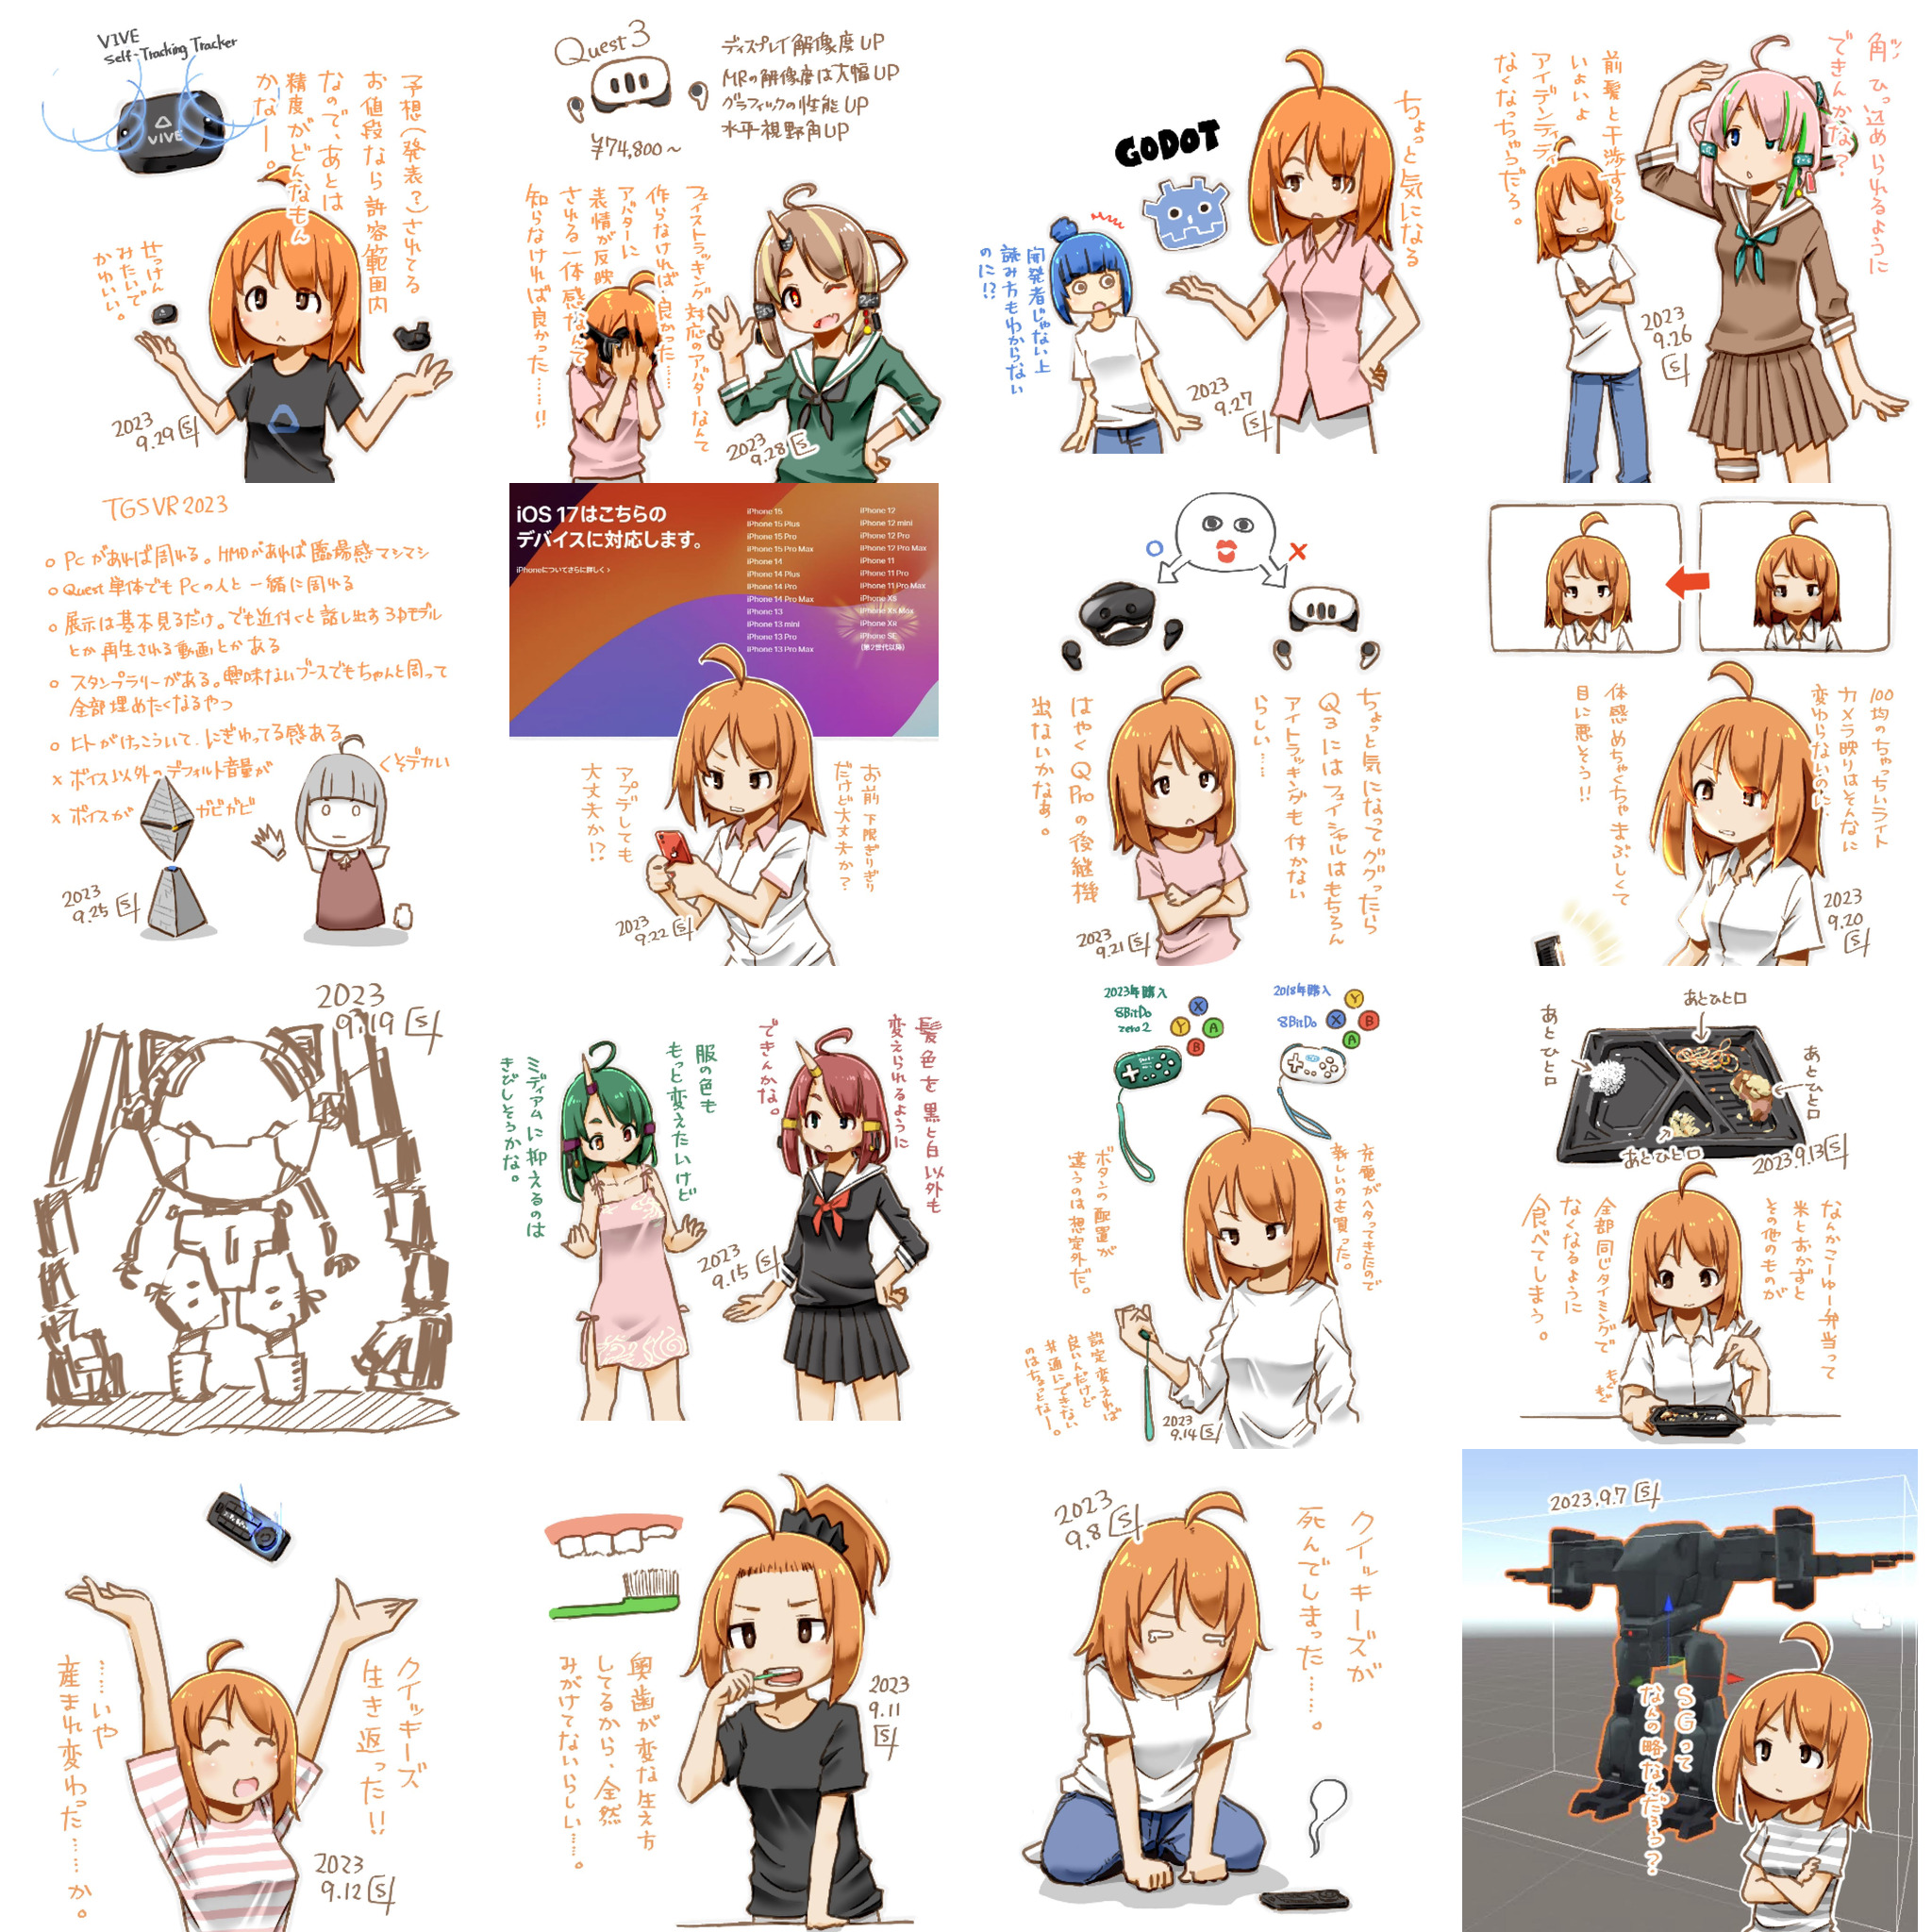 VIVE
Self-Tracking Tracker
VIVE
予想(発表?)されてる
お値段なら許容範囲内
なので、あとは
精度がどんなもん
かなー。
せっけん
みたいで
かわいい。
2023
9.29
Quest 3
¥74,800〜
ディスプレイ解像度UP
MRの解像度は大幅UP
グラフィックの性能UP
水平視野角UP
フェイストラッキング対応のアバターなんて
作らなければ良かった……
アバターに
表情が反映
される一体感なんて
知らなければ良かった……!!
2023
9.28
GODOT
ちょっと気になる
開発者じゃない上
読み方もわからない
のに!?
2023
9.27
角ひっ込められるように
できんかな?
前髪と干渉するし
いよいよ
アイデンティティ
なくなっちゃうだろ。
2023
9.26
TGSVR2023
○ PCがあれば周れる。HMDがあれば臨場感マシマシ
○ Quest単体でもPCの人と一緒に周れる
○ 展示は基本見るだけ。でも近付くと話し出す3Dモデル
とか再生される動画とかある
○ スタンプラリーがある。興味ないブースでもちゃんと周って
全部埋めたくなるやつ
○ ヒトがけっこういて、にぎわってる感ある
× ボイス以外のデフォルト音量が くそデカい
× ボイスが ガビガビ
2023
9.25
iOS 17はこちらの
デバイスに対応します。
iPhoneについてさらに詳しく ›
iPhone 15
iPhone 15 Plus
iPhone 15 Pro
iPhone 15 Pro Max
iPhone 14
iPhone 14 Plus
iPhone 14 Pro
iPhone 14 Pro Max
iPhone 13
iPhone 13 mini
iPhone 13 Pro
iPhone 13 Pro Max
iPhone 12
iPhone 12 mini
iPhone 12 Pro
iPhone 12 Pro Max
iPhone 11
iPhone 11 Pro
iPhone 11 Pro Max
iPhone XS
iPhone XS Max
iPhone XR
iPhone SE
(第2世代以降)
お前下限ぎりぎり
だけど大丈夫か?
アプデしても
大丈夫か!?
2023
9.22
ちょっと気になってググったら
Q3にはフェイシャルはもちろん
アイトラッキングも付かない
らしい……
はやくQProの後継機
出ないかなぁ。
2023
9.21
100均のちゃっちいライト
カメラ映りはそんなに
変わらないのに、
体感めちゃくちゃまぶしくて
目に悪そう!!
2023
9.20
2023
9.19
髪色を黒と白以外も
変えられるように
できんかな。
服の色も
もっと変えたいけど
ミディアムに抑えるのは
きびしそうかな。
2023
9.15
2023年購入
8BitDo
zero2
X
Y
A
B
2018年購入
8BitDo
Y
X
B
A
充電がヘタってきたので
新しいのを買った。
ボタンの配置が
違うのは想定外だ。
設定変えれば
良いんだけど
共通にできない
のはちょっとなー。
2023
9.14
あとひと口
あとひと口
あとひと口
あとひと口
2023.9.13
なんかこーゆー弁当って
米とおかずと
その他のものが
全部同じタイミングで
なくなるように
食べてしまう。
もぎもぎ
クイッキーズ
生き返った!!
……いや
産まれ変わった……か。
2023
9.12
奥歯が変な生え方
してるから、全然
みがけてないらしい……。
2023
9.11
2023
9.8
クイッキーズが
死んでしまった……。
2023.9.7
SGって
なんの略なんだろう?